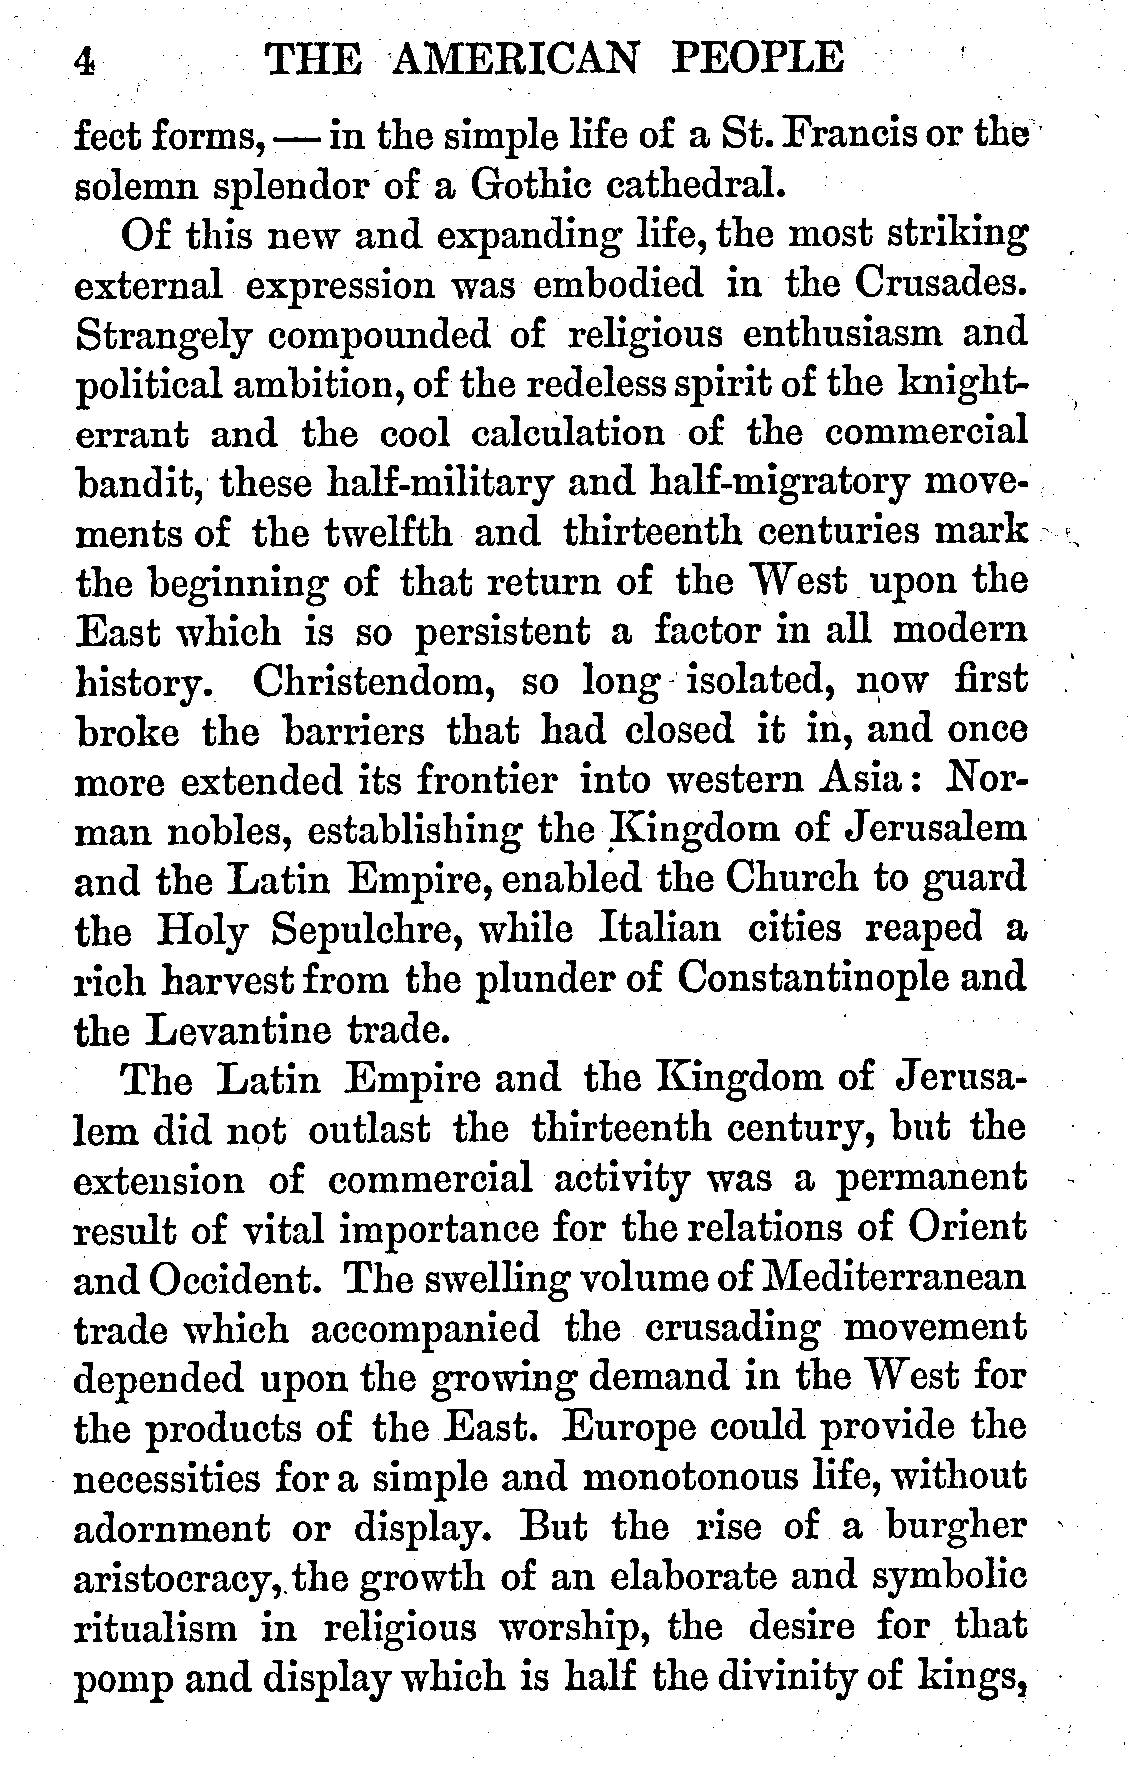 4 THE AMERICAN PEOPLE
fect forms, — in the simple life of a St. Francis or the
solemn splendor of a Gothic cathedral.
Of this new and expanding life, the most striking
external expression was embodied in the Crusades.
Strangely compounded of religious enthusiasm and
political ambition, of the redeless spirit of the knight-
errant and the cool calculation of the commercial
bandit, these half-military and half-migratory move-
ments of the twelfth and thirteenth centuries mark
the beginning of that return of the West upon the
East which is so persistent a factor in all modern
history. Christendom, so long isolated, now first
broke the barriers that had closed it in, and once
more extended its frontier into western Asia: Nor-
man nobles, establishing the Kingdom of Jerusalem
and the Latin Empire, enabled the Church to guard
the Holy Sepulchre, while Italian cities reaped a
rich harvest from the plunder of Constantinople and
the Levantine trade.
The Latin Empire and the Kingdom of Jerusa-
lem did not outlast the thirteenth century, but the
extension of commercial activity was a permanent
result of vital importance for the relations of Orient
and Occident. The swelling volume of Mediterranean
trade which accompanied the crusading movement
depended upon the growing demand in the West for
the products of the East. Europe could provide the
necessities for a simple and monotonous life, without
adornment or display. But the rise of a burgher
aristocracy, the growth of an elaborate and symbolic
ritualism in religious worship, the desire for that
pomp and display which is half the divinity of kings,